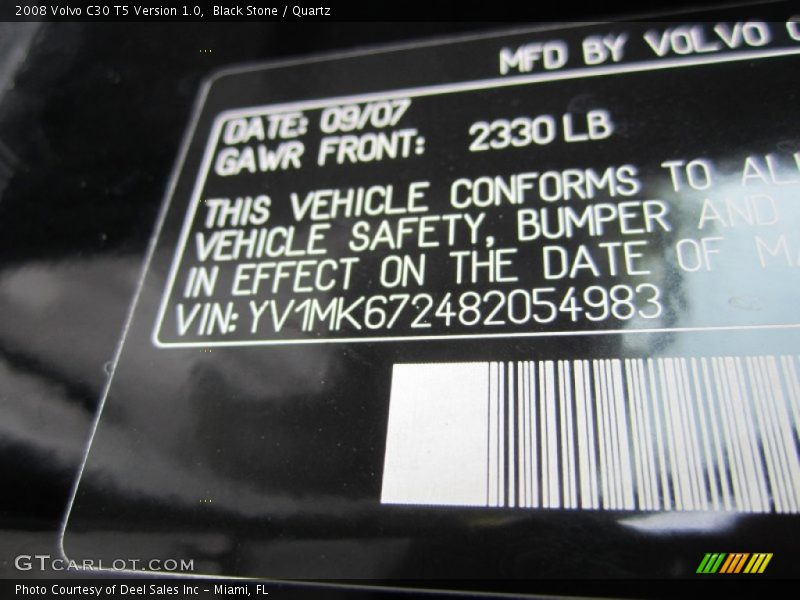 2008 Volvo C30 T5 Version 1.0, Black Stone / Quartz
MFD BY VOLVO
DATE: 09/07
GAWR FRONT: 2330 LB
THIS VEHICLE CONFORMS TO
VEHICLE SAFETY, BUMPER AND
IN EFFECT ON THE DATE OF
VIN: YV1MK672482054983
GTCARLOT.COM
Photo Courtesy of Deel Sales Inc - Miami, FL